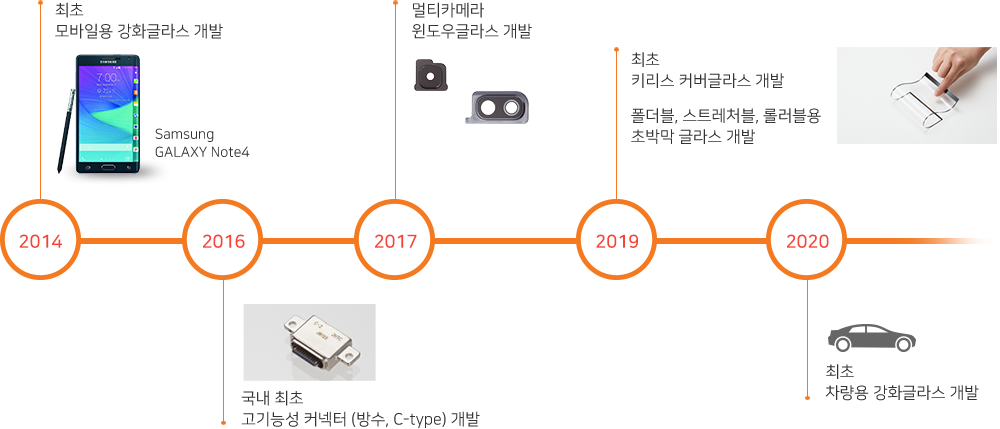 최초
모바일용 강화글라스 개발
Samsung
GALAXY Note4
멀티카메라
윈도우글라스 개발
최초
키리스 커버글라스 개발
폴더블, 스트레처블, 롤러블용
초박막 글라스 개발
2014
2016
2017
2019
2020
국내 최초
고기능성 커넥터 (방수, C-type) 개발
최초
차량용 강화글라스 개발
SAMSUNG
7:00